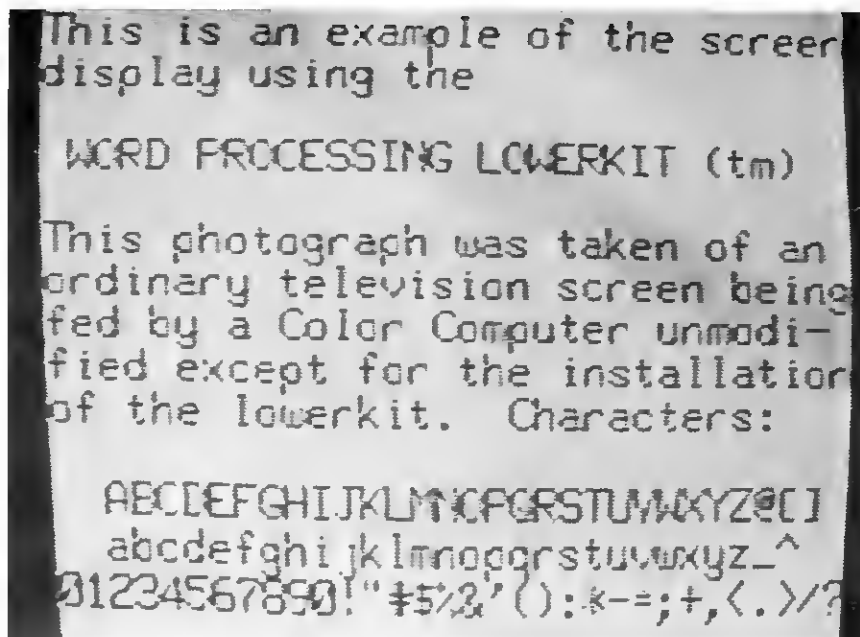 This is an example of the screen
display using the
WORD PROCESSING LOWERKIT (tm)
This photograph was taken of an
ordinary television screen being
fed by a Color Computer unmodi-
fied except for the installation
of the lowerkit. Characters:
ABCDEFGHIJKLMNOPQRSTUVWXYZ@[]
abcdefghijklmnopqrstuvwxyz_^
01234567890!"#$%&'():*-=;+,<.>/?